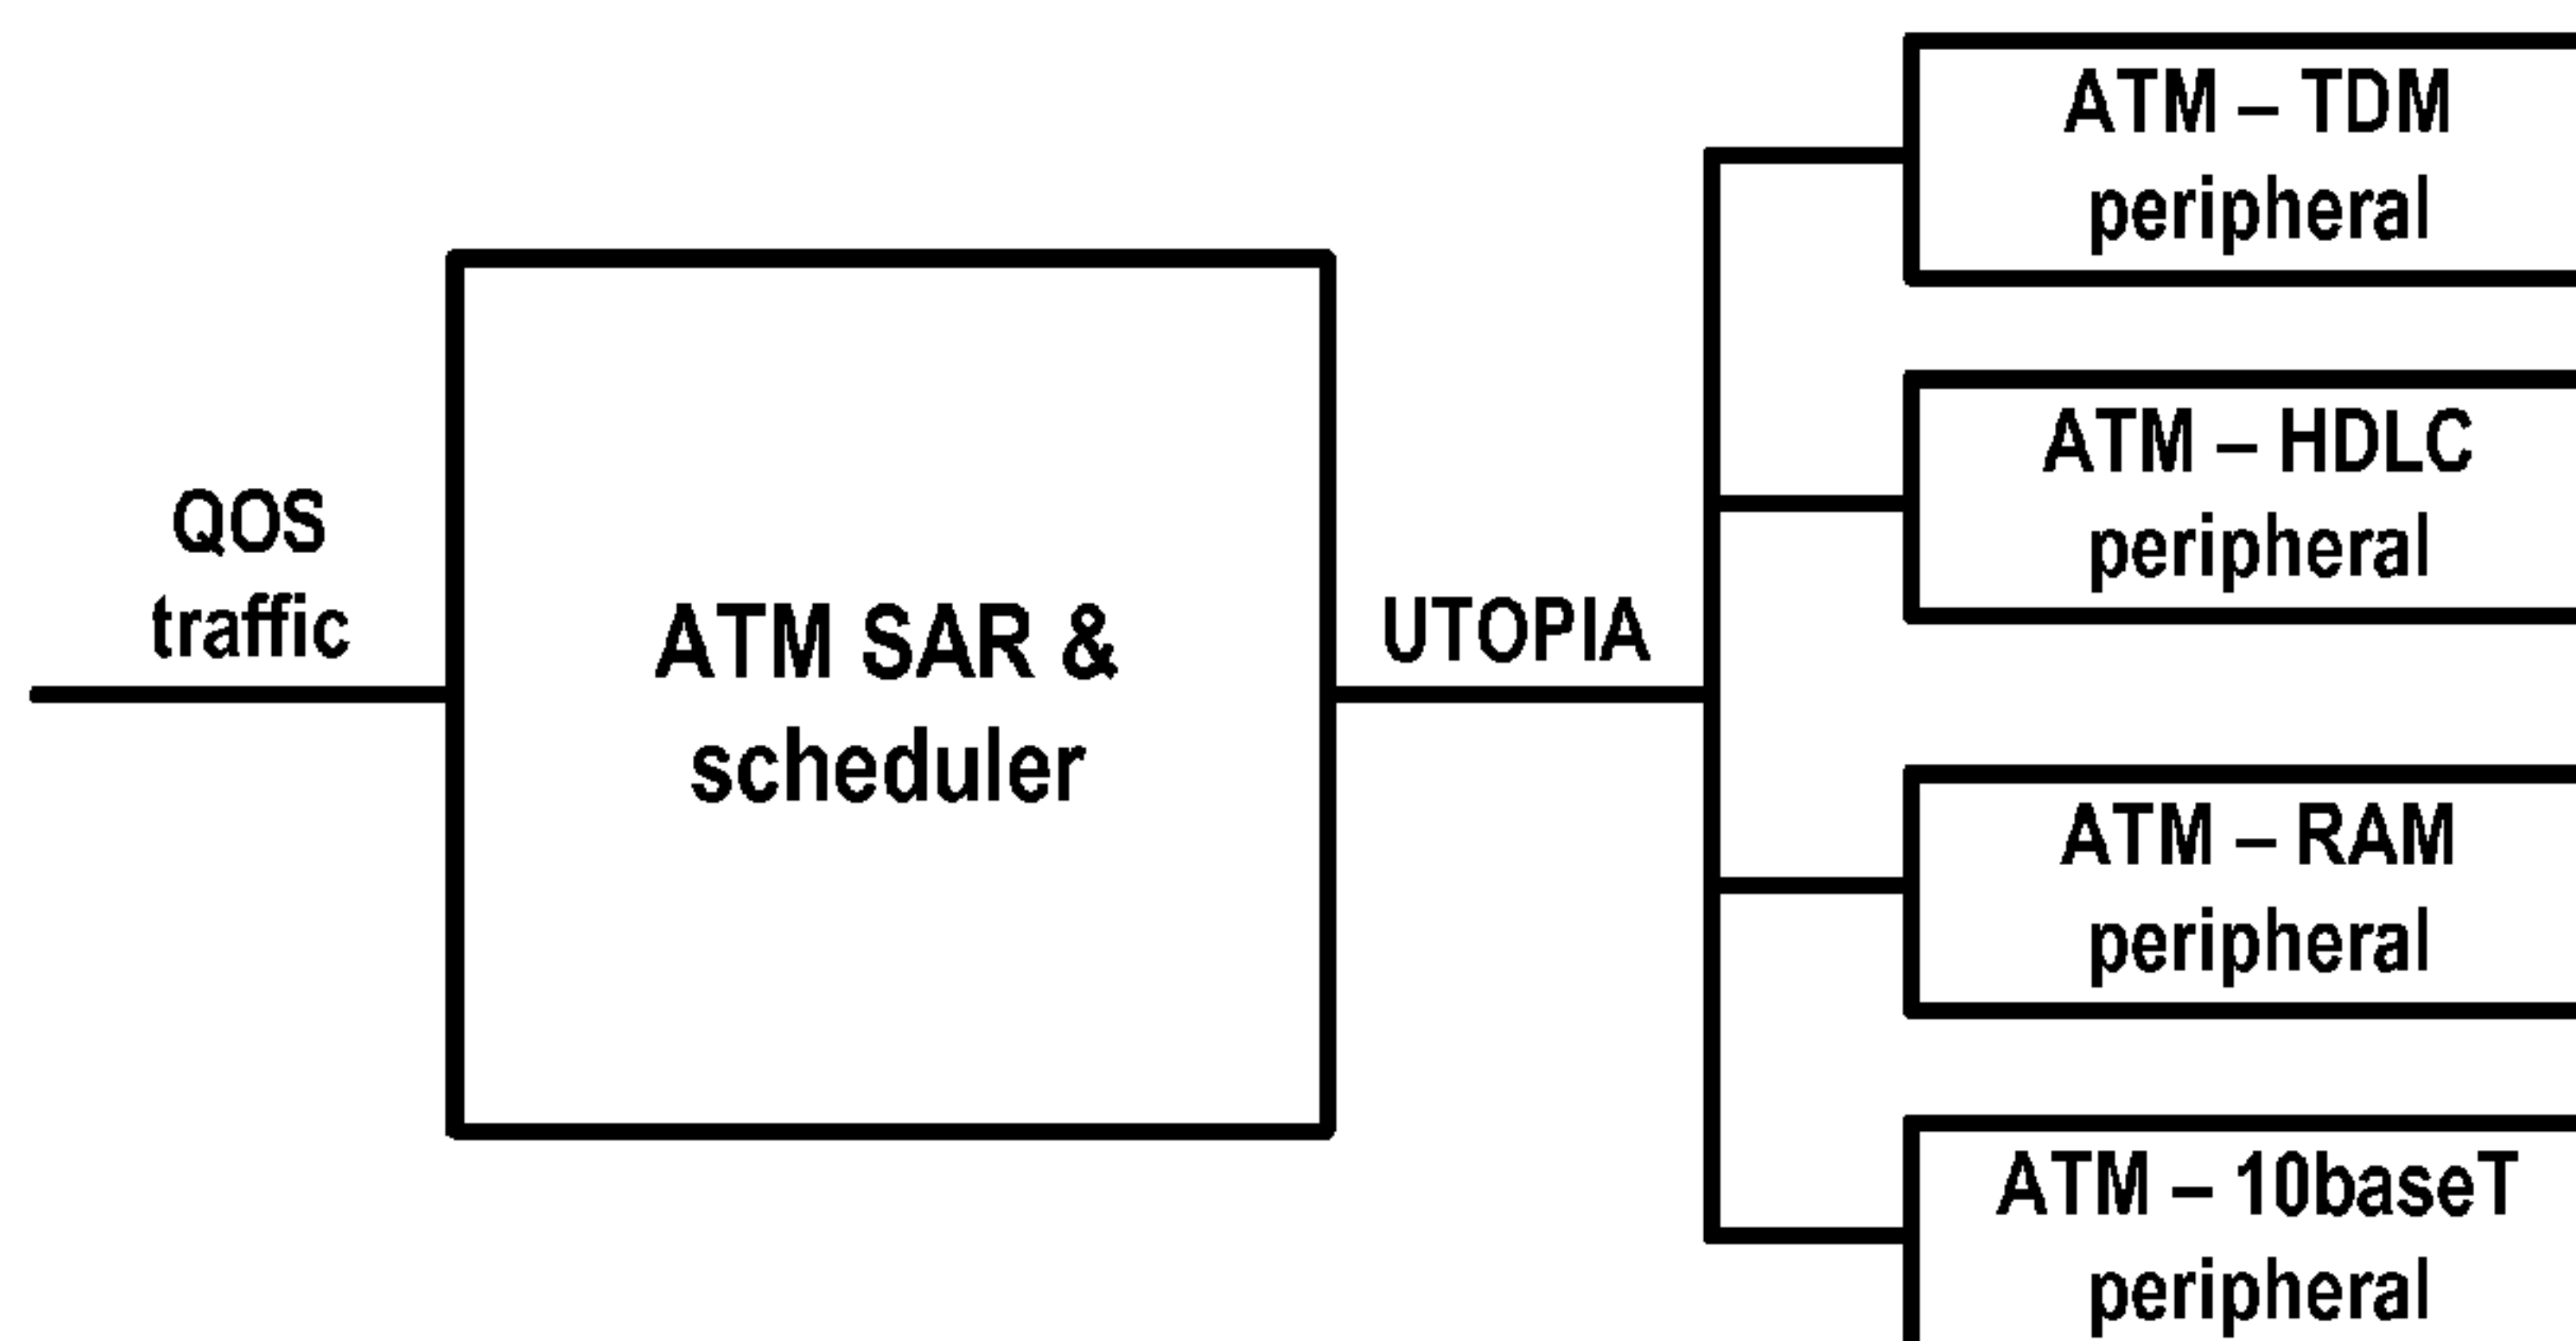 QOS
traffic
ATM SAR &
scheduler
UTOPIA
ATM – TDM
peripheral
ATM – HDLC
peripheral
ATM – RAM
peripheral
ATM – 10baseT
peripheral